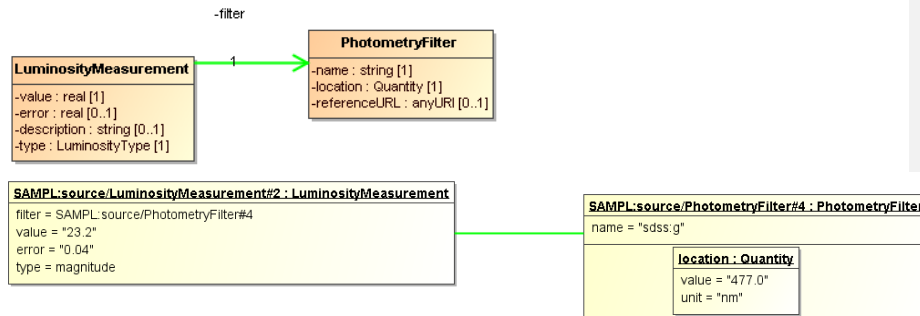 -filter
1
LuminosityMeasurement
-value : real [1]
-error : real [0..1]
-description : string [0..1]
-type : LuminosityType [1]
PhotometryFilter
-name : string [1]
-location : Quantity [1]
-referenceURL : anyURI [0..1]
SAMPL:source/LuminosityMeasurement#2 : LuminosityMeasurement
filter = SAMPL:source/PhotometryFilter#4
value = "23.2"
error = "0.04"
type = magnitude
SAMPL:source/PhotometryFilter#4 : PhotometryFilter
name = "sdss:g"
location : Quantity
value = "477.0"
unit = "nm"